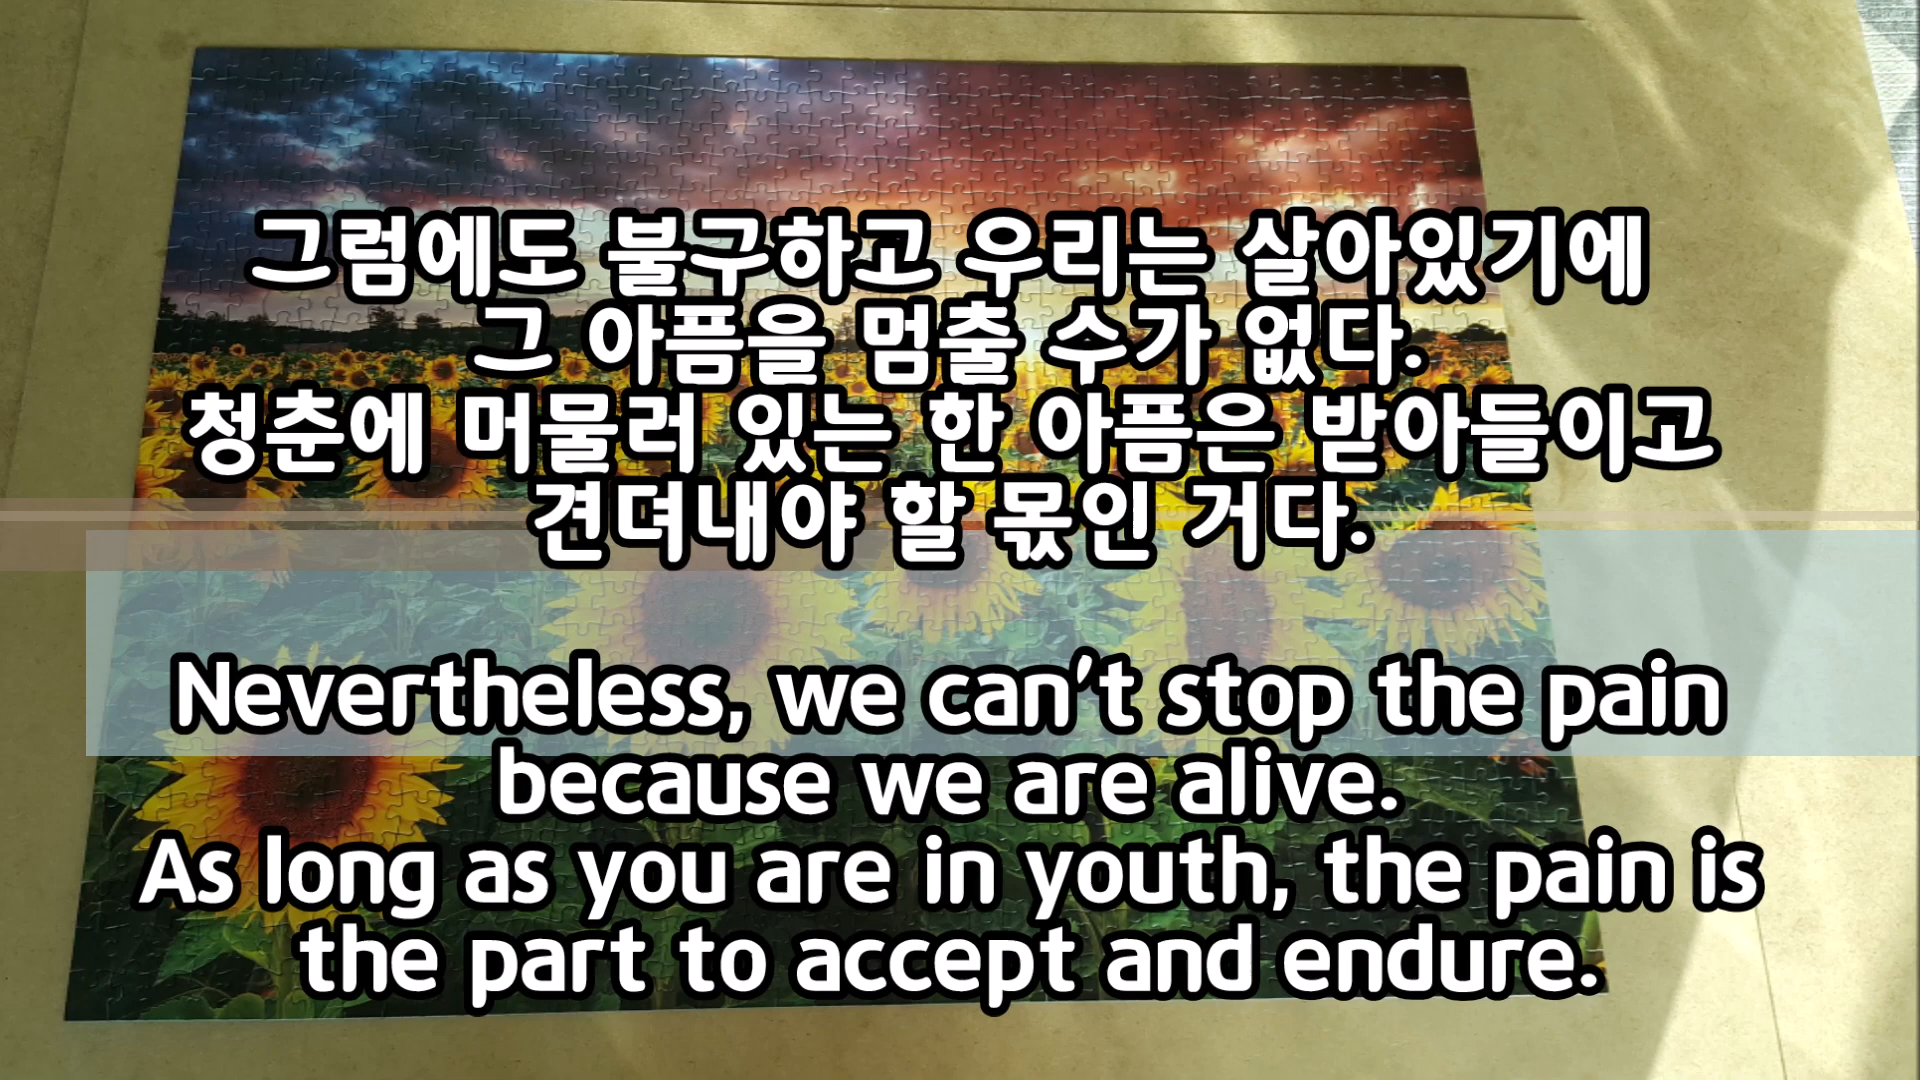 그럼에도 불구하고 우리는 살아있기에
그 아픔을 멈출 수가 없다.
청춘에 머물러 있는 한 아픔은 받아들이고
견뎌내야 할 몫인 거다.
Nevertheless, we can't stop the pain
because we are alive.
As long as you are in youth, the pain is
the part to accept and endure.